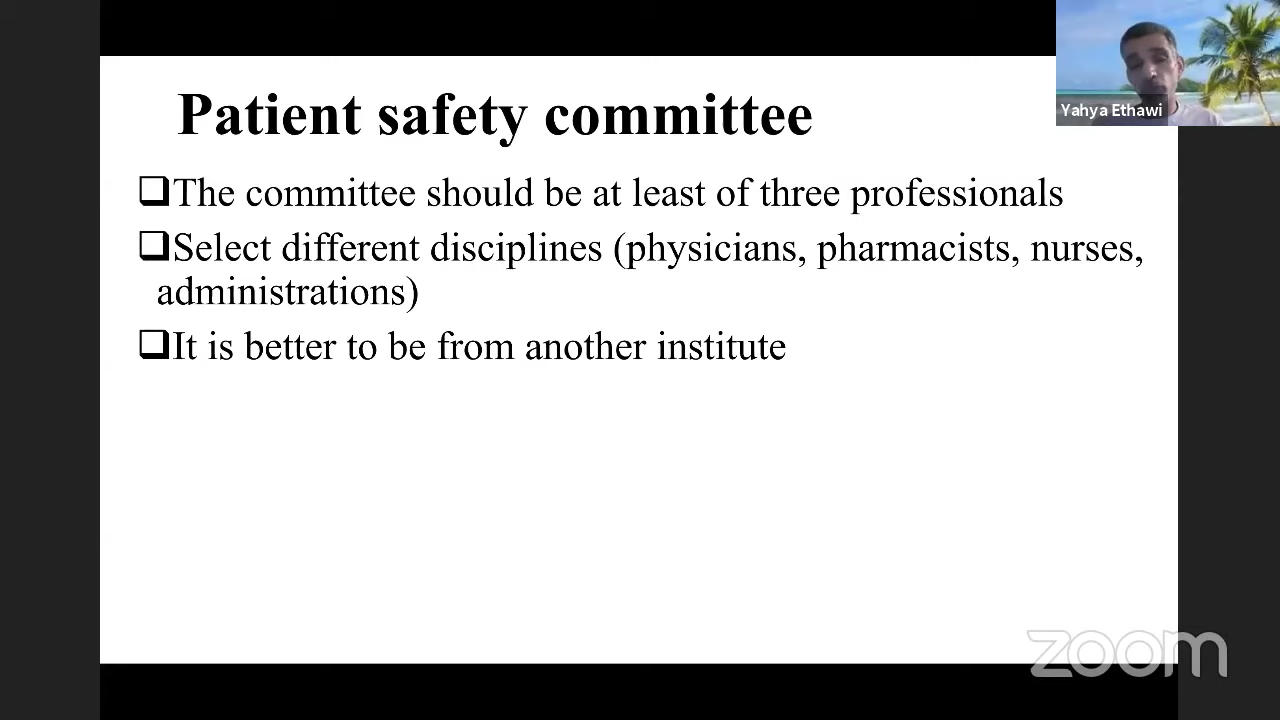 Patient safety committee
Yahya Ethawi
❑The committee should be at least of three professionals
❑Select different disciplines (physicians, pharmacists, nurses,
administrations)
❑It is better to be from another institute
zoom